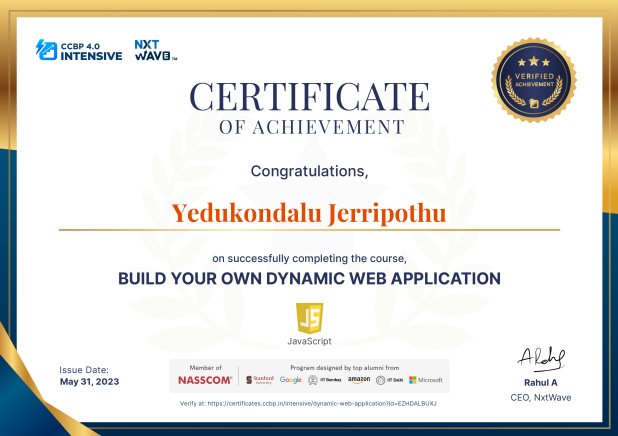 CCBP 4.0
INTENSIVE
NXT
WAVE™
VERIFIED
ACHIEVEMENT
CERTIFICATE
OF ACHIEVEMENT
Congratulations,
Yedukondalu Jerripothu
on successfully completing the course,
BUILD YOUR OWN DYNAMIC WEB APPLICATION
JS
JavaScript
Issue Date:
May 31, 2023
Member of
NASSCOM®
Program designed by top alumni from
Stanford University Google IIT Bombay amazon IIT Delhi Microsoft
Rahul A
CEO, NxtWave
Verify at: https://certificates.ccbp.in/intensive/dynamic-web-application?id=EZHDALBUXJ